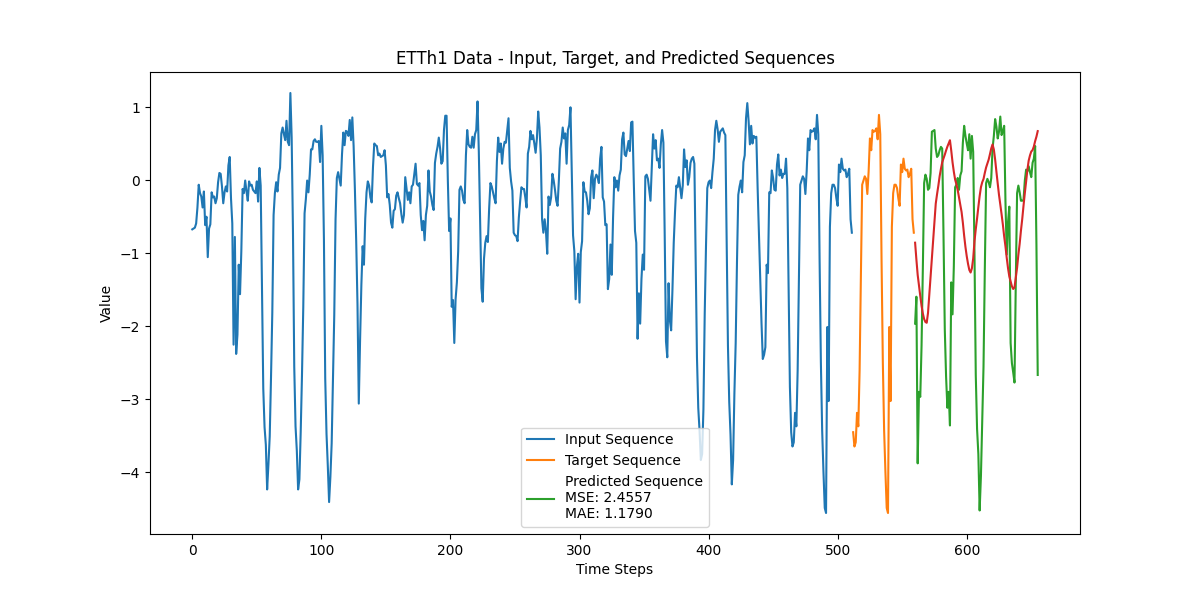 ETTh1 Data - Input, Target, and Predicted Sequences
Value
1
0
−1
−2
−3
−4
Input Sequence
Target Sequence
Predicted Sequence
MSE: 2.4557
MAE: 1.1790
0 100 200 300 400 500 600
Time Steps